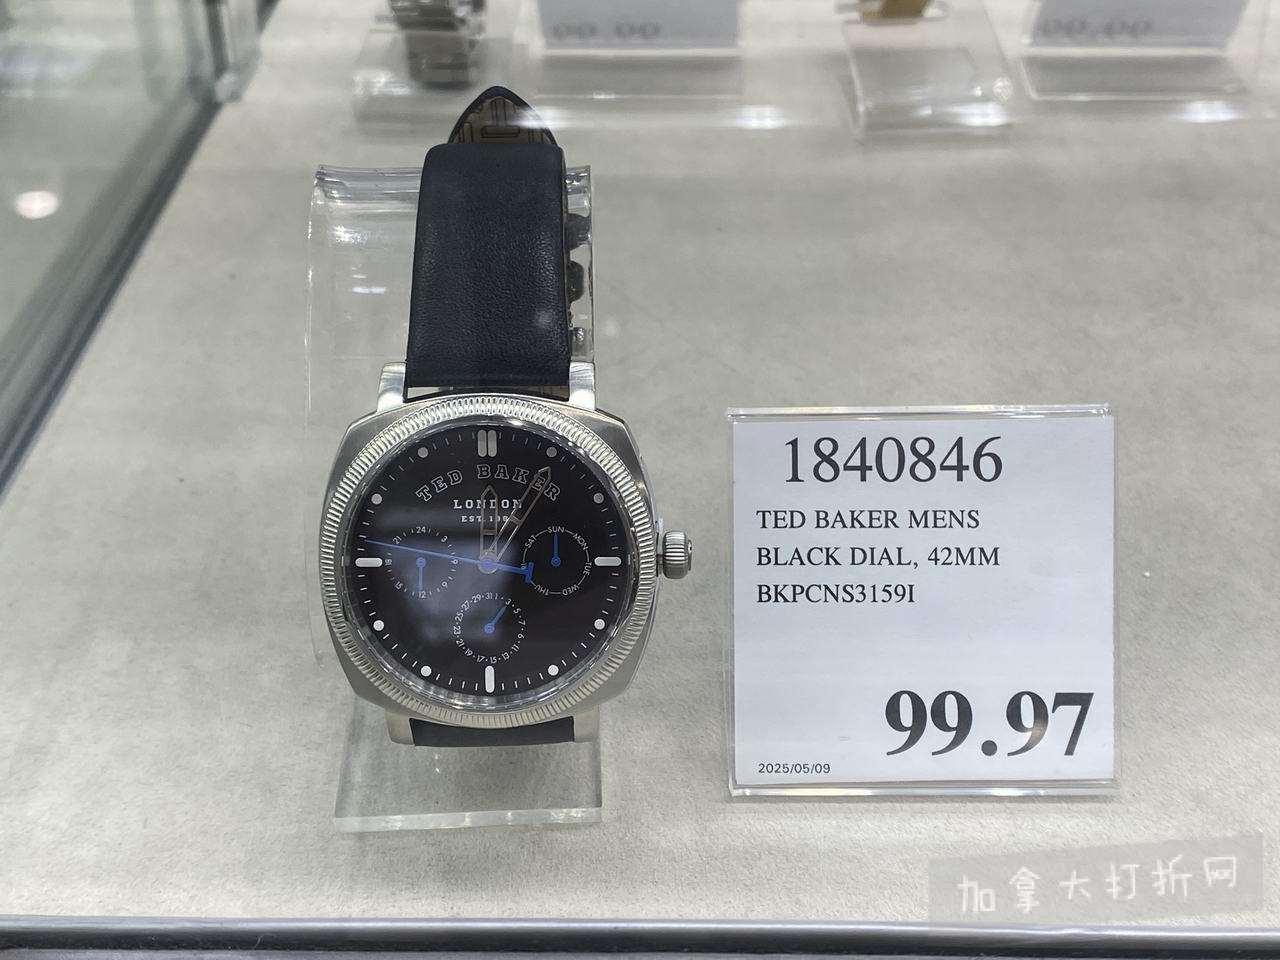 TED BAKER
LONDON
1840846
TED BAKER MENS
BLACK DIAL, 42MM
BKPCNS3159I
99.97
2025/05/09
SUN
MON
TUE
WED
THU
SAT
加拿大打折网